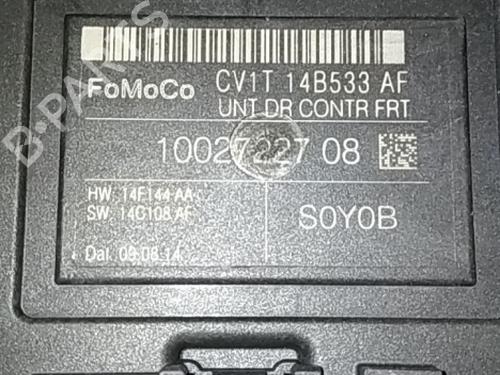 FoMoCo CV1T 14B533 AF
UNT DR CONTR FRT
10027227 08
HW. 14F144 AA
SW. 14C108 AF
S0Y0B
Dat. 09.08.14
B-PARTS